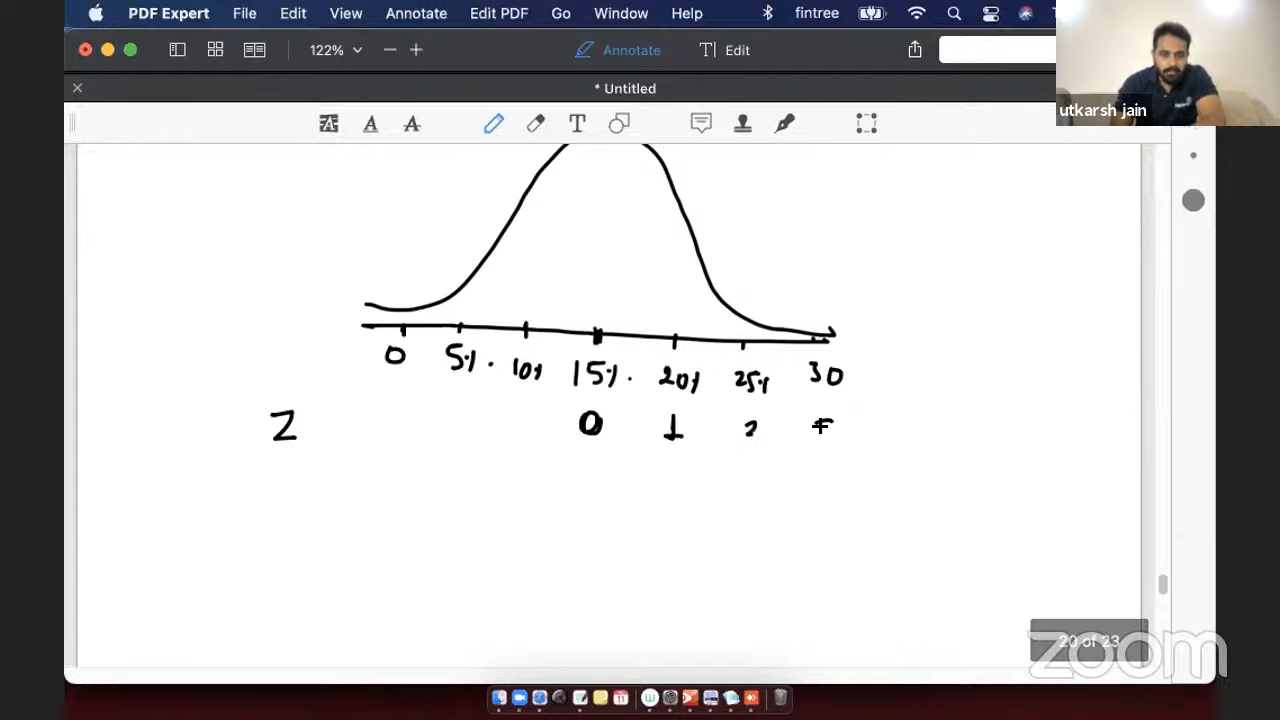 PDF Expert File Edit View Annotate Edit PDF Go Window Help fintree
122% Annotate T Edit
* Untitled
utkarsh jain
0 5% 10% 15% 20% 25% 30
Z 0 1 2
20 of 23
zoom